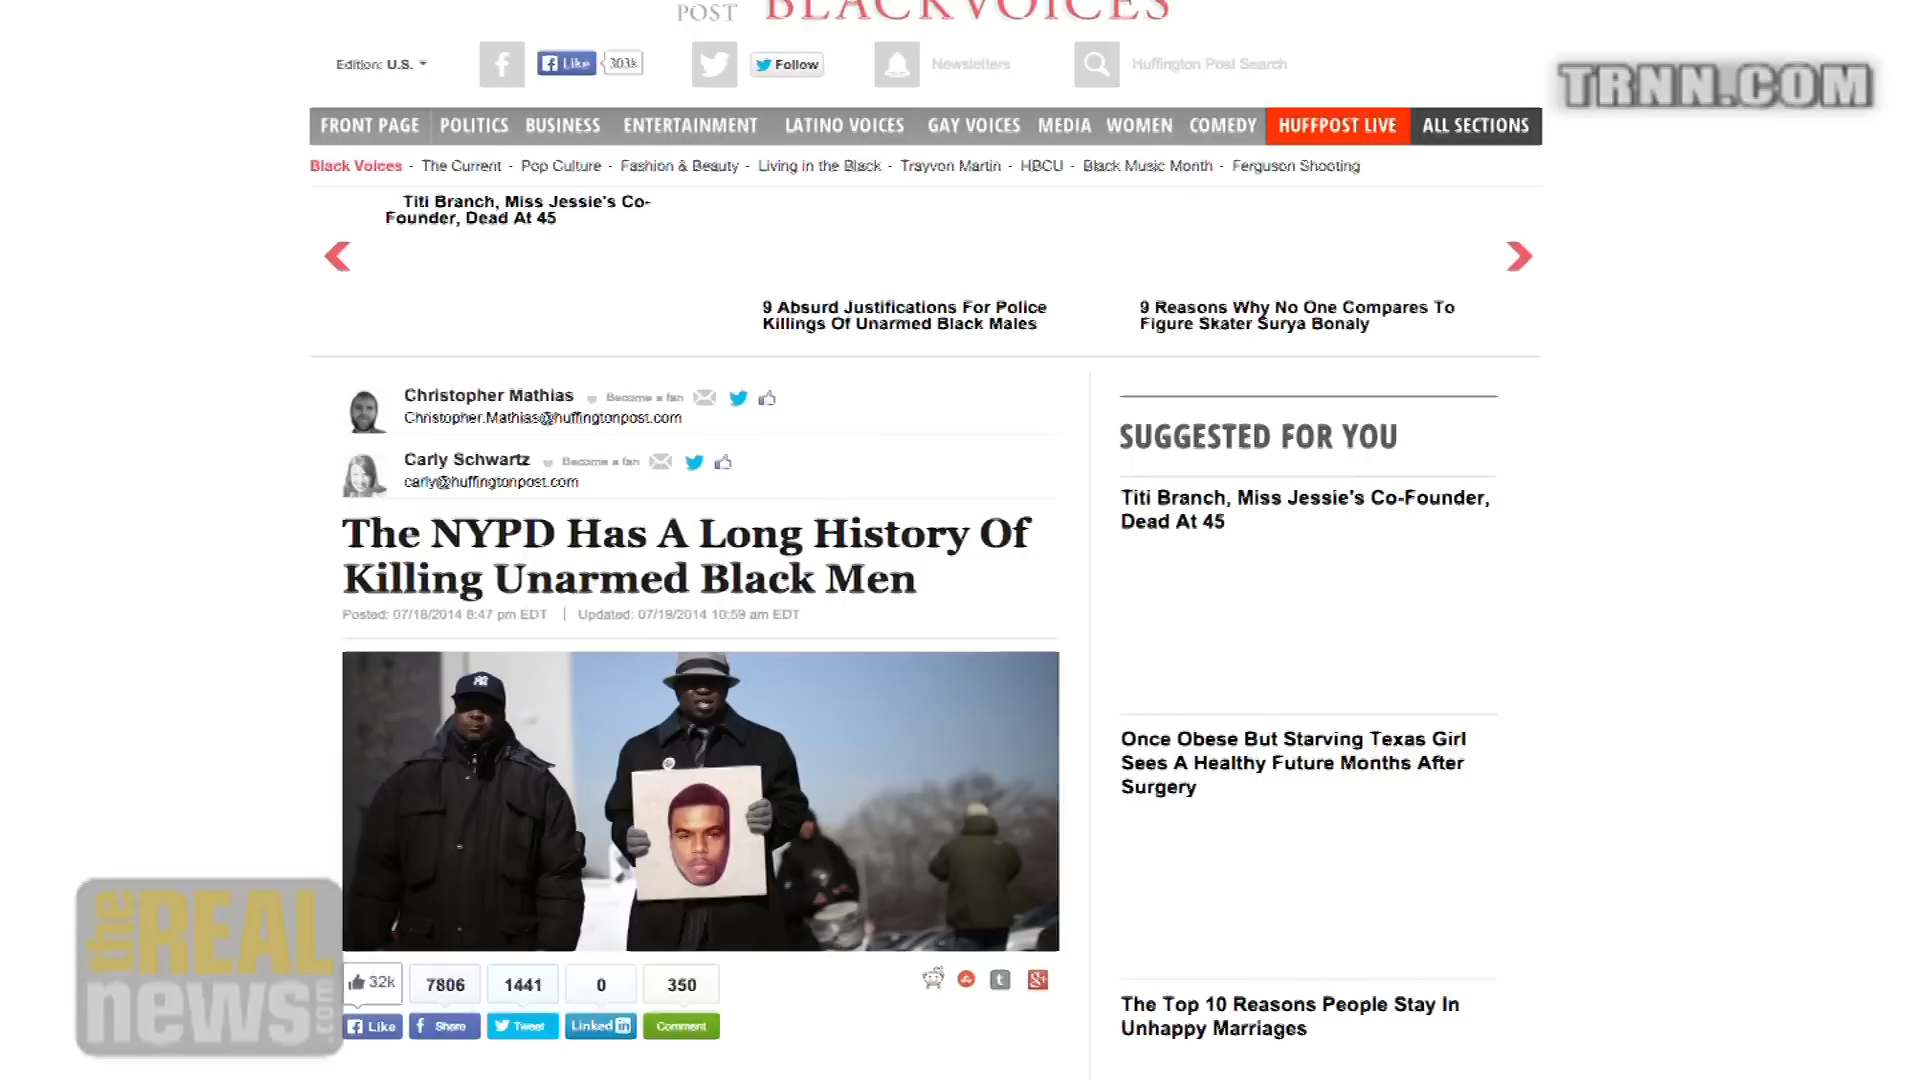 POST BLACKVOICES
TRNN.COM
Edition: U.S.
Like 303k
Follow
Newsletters
Huffington Post Search
FRONT PAGE POLITICS BUSINESS ENTERTAINMENT LATINO VOICES GAY VOICES MEDIA WOMEN COMEDY HUFFPOST LIVE ALL SECTIONS
Black Voices - The Current - Pop Culture - Fashion & Beauty - Living in the Black - Trayvon Martin - HBCU - Black Music Month - Ferguson Shooting
Titi Branch, Miss Jessie's Co-
Founder, Dead At 45
9 Absurd Justifications For Police
Killings Of Unarmed Black Males
9 Reasons Why No One Compares To
Figure Skater Surya Bonaly
Christopher Mathias Become a fan
Christopher.Mathias@huffingtonpost.com
Carly Schwartz Become a fan
carly@huffingtonpost.com
The NYPD Has A Long History Of
Killing Unarmed Black Men
Posted: 07/18/2014 8:47 pm EDT | Updated: 07/19/2014 10:59 am EDT
32k 7806 1441 0 350
Like Share Tweet Linked in Comment
SUGGESTED FOR YOU
Titi Branch, Miss Jessie's Co-Founder,
Dead At 45
Once Obese But Starving Texas Girl
Sees A Healthy Future Months After
Surgery
The Top 10 Reasons People Stay In
Unhappy Marriages
the REAL
news.com